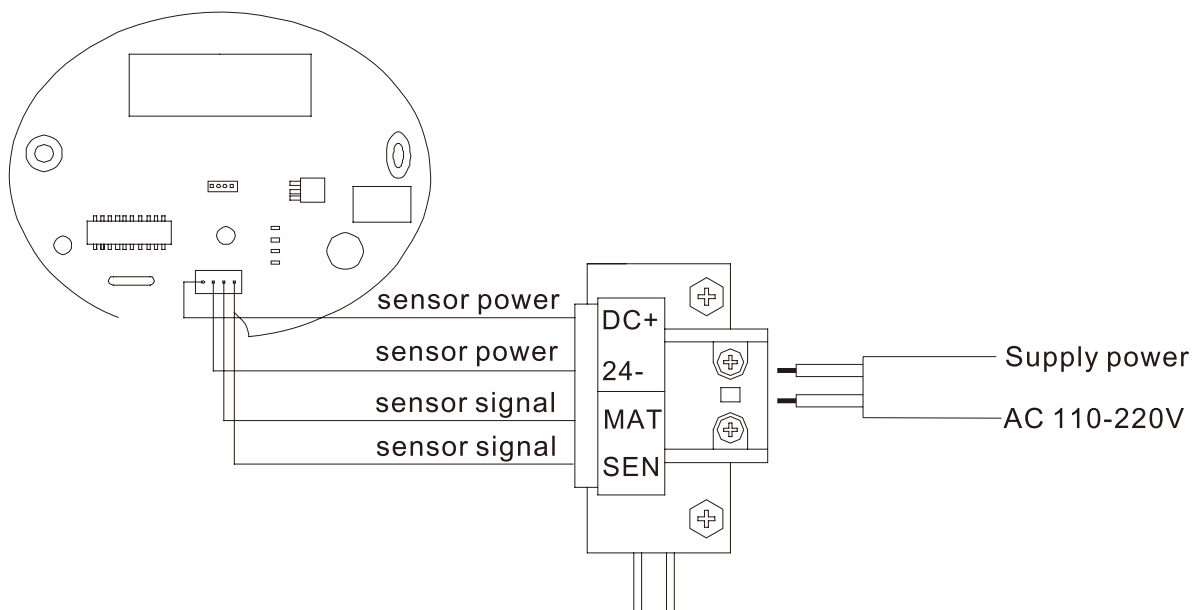 sensor power
DC+
sensor power
24-
sensor signal
MAT
sensor signal
SEN
Supply power
AC 110-220V